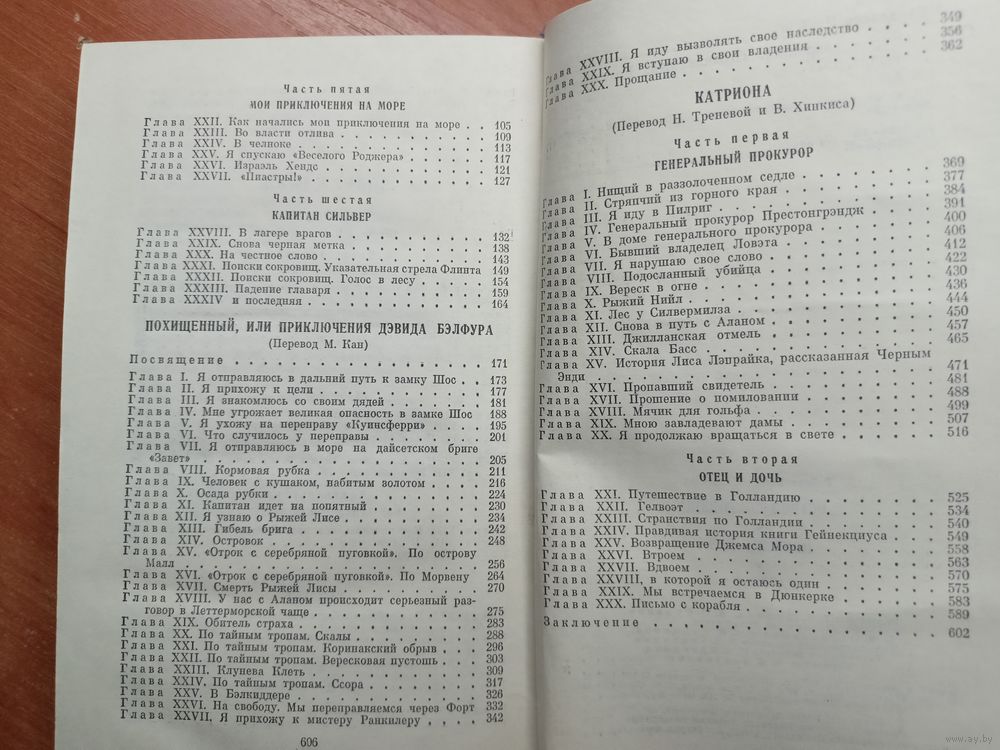 Часть пятая
МОИ ПРИКЛЮЧЕНИЯ НА МОРЕ
Глава XXII. Как начались мои приключения на море . . 105
Глава XXIII. Во власти отлива . . . . . . . . 109
Глава XXIV. В челноке . . . . . . . . 113
Глава XXV. Я спускаю «Веселого Роджера» . . . . . 117
Глава XXVI. Израэль Хендс . . . . . . . . 121
Глава XXVII. «Пиастры!» . . . . . . . . 127
Часть шестая
КАПИТАН СИЛЬВЕР
Глава XXVIII. В лагере врагов . . . . . . . . 132
Глава XXIX. Снова черная метка . . . . . . . . 138
Глава XXX. На честное слово . . . . . . . . 143
Глава XXXI. Поиски сокровищ. Указательная стрела Флинта 149
Глава XXXII. Поиски сокровищ. Голос в лесу . . . . 154
Глава XXXIII. Падение главаря . . . . . . . . 159
Глава XXXIV и последняя . . . . . . . . 164
ПОХИЩЕННЫЙ, ИЛИ ПРИКЛЮЧЕНИЯ ДЭВИДА БЭЛФУРА
(Перевод М. Кан)
Посвящение . . . . . . . . 171
Глава I. Я отправляюсь в дальний путь к замку Шос . . 173
Глава II. Я прихожу к цели . . . . . . . . 177
Глава III. Я знакомлюсь со своим дядей . . . . . . 181
Глава IV. Мне угрожает великая опасность в замке Шос 188
Глава V. Я ухожу на переправу «Куинсферри» . . . . 195
Глава VI. Что случилось у переправы . . . . . . 201
Глава VII. Я отправляюсь в море на дайсетском бриге
«Завет» . . . . . . . . 205
Глава VIII. Кормовая рубка . . . . . . . . 211
Глава IX. Человек с кушаком, набитым золотом . . . . 216
Глава X. Осада рубки . . . . . . . . 224
Глава XI. Капитан идет на попятный . . . . . . 230
Глава XII. Я узнаю о Рыжей Лисе . . . . . . . . 234
Глава XIII. Гибель брига . . . . . . . . 242
Глава XIV. Островок . . . . . . . . 248
Глава XV. «Отрок с серебряной пуговкой». По острову
Малл . . . . . . . . 256
Глава XVI. «Отрок с серебряной пуговкой». По Морвену 264
Глава XVII. Смерть Рыжей Лисы . . . . . . . . 270
Глава XVIII. У нас с Аланом происходит серьезный раз-
говор в Леттерморской чаще . . . . . . . . 275
Глава XIX. Обитель страха . . . . . . . . 283
Глава XX. По тайным тропам. Скалы . . . . . . 288
Глава XXI. По тайным тропам. Коринакский обрыв . . 296
Глава XXII. По тайным тропам. Вересковая пустошь . . 303
Глава XXIII. Клунева Клеть . . . . . . . . 309
Глава XXIV. По тайным тропам. Ссора . . . . . . 317
Глава XXV. В Бэлкиддере . . . . . . . . 326
Глава XXVI. На свободу. Мы переправляемся через Форт 332
Глава XXVII. Я прихожу к мистеру Ранкилеру . . . . 342
606
Глава XXVIII. Я иду вызволять свое наследство . . . 349
Глава XXIX. Я вступаю в свои владения . . . . . . 356
Глава XXX. Прощание . . . . . . . . 362
КАТРИОНА
(Перевод Н. Треневой и В. Хинкиса)
Часть первая
ГЕНЕРАЛЬНЫЙ ПРОКУРОР
Глава I. Нищий в раззолоченном седле . . . . . . 369
Глава II. Стряпчий из горного края . . . . . . 377
Глава III. Я иду в Пилриг . . . . . . . . 384
Глава IV. Генеральный прокурор Престонгрэндж . . . 391
Глава V. В доме генерального прокурора . . . . . 400
Глава VI. Бывший владелец Ловэта . . . . . . 406
Глава VII. Я нарушаю свое слово . . . . . . 412
Глава VIII. Подосланный убийца . . . . . . 422
Глава IX. Вереск в огне . . . . . . . . 430
Глава X. Рыжий Нийл . . . . . . . . 436
Глава XI. Лес у Силвермилза . . . . . . . . 444
Глава XII. Снова в путь с Аланом . . . . . . 450
Глава XIII. Джилланская отмель . . . . . . 457
Глава XIV. Скала Басс . . . . . . . . 465
Глава XV. История Лиса Лэпрайка, рассказанная Черным
Энди . . . . . . . . 471
Глава XVI. Пропавший свидетель . . . . . . 481
Глава XVII. Прошение о помиловании . . . . . . 488
Глава XVIII. Мячик для гольфа . . . . . . 499
Глава XIX. Мною завладевают дамы . . . . . . 507
Глава XX. Я продолжаю вращаться в свете . . . . . 516
Часть вторая
ОТЕЦ И ДОЧЬ
Глава XXI. Путешествие в Голландию . . . . . . 525
Глава XXII. Гелвоэт . . . . . . . . 534
Глава XXIII. Странствия по Голландии . . . . . . 540
Глава XXIV. Правдивая история книги Гейнекциуса . . 549
Глава XXV. Возвращение Джемса Мора . . . . . . 558
Глава XXVI. Втроем . . . . . . . . 563
Глава XXVII. Вдвоем . . . . . . . . 570
Глава XXVIII, в которой я остаюсь один . . . . . 575
Глава XXIX. Мы встречаемся в Дюнкерке . . . . . 583
Глава XXX. Письмо с корабля . . . . . . . . 589
Заключение . . . . . . . . 602
www.ay.by